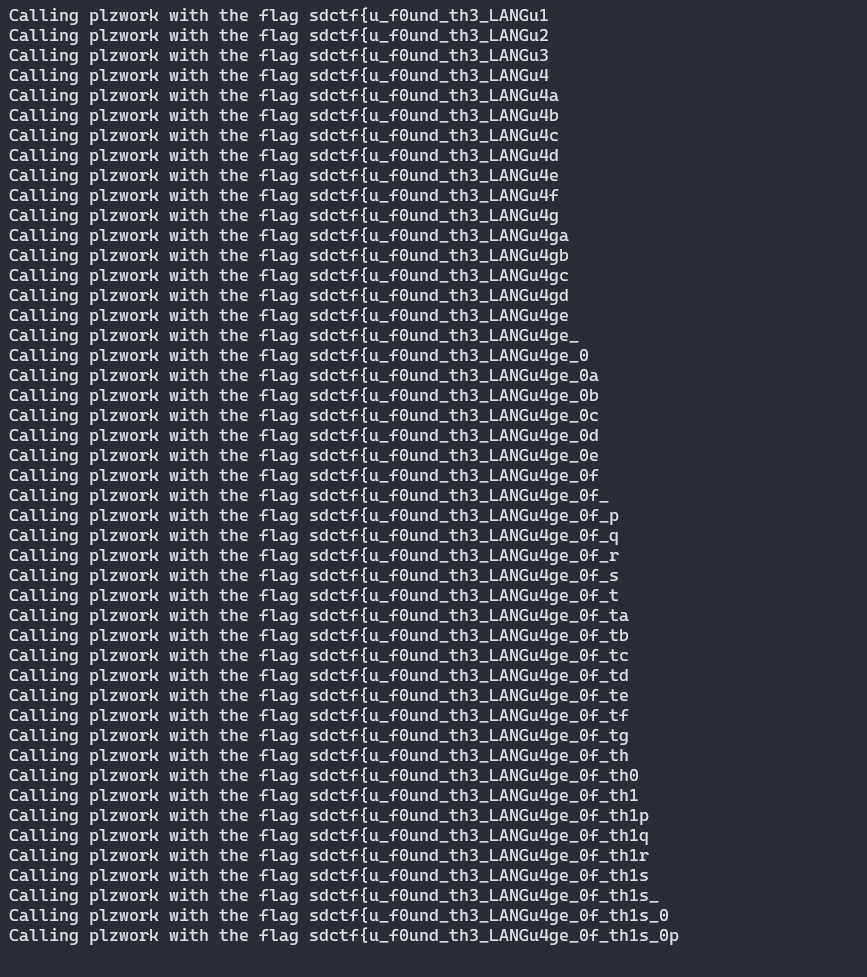 Calling plzwork with the flag sdctf{u_f0und_th3_LANGu1
Calling plzwork with the flag sdctf{u_f0und_th3_LANGu2
Calling plzwork with the flag sdctf{u_f0und_th3_LANGu3
Calling plzwork with the flag sdctf{u_f0und_th3_LANGu4
Calling plzwork with the flag sdctf{u_f0und_th3_LANGu4a
Calling plzwork with the flag sdctf{u_f0und_th3_LANGu4b
Calling plzwork with the flag sdctf{u_f0und_th3_LANGu4c
Calling plzwork with the flag sdctf{u_f0und_th3_LANGu4d
Calling plzwork with the flag sdctf{u_f0und_th3_LANGu4e
Calling plzwork with the flag sdctf{u_f0und_th3_LANGu4f
Calling plzwork with the flag sdctf{u_f0und_th3_LANGu4g
Calling plzwork with the flag sdctf{u_f0und_th3_LANGu4ga
Calling plzwork with the flag sdctf{u_f0und_th3_LANGu4gb
Calling plzwork with the flag sdctf{u_f0und_th3_LANGu4gc
Calling plzwork with the flag sdctf{u_f0und_th3_LANGu4gd
Calling plzwork with the flag sdctf{u_f0und_th3_LANGu4ge
Calling plzwork with the flag sdctf{u_f0und_th3_LANGu4ge_
Calling plzwork with the flag sdctf{u_f0und_th3_LANGu4ge_0
Calling plzwork with the flag sdctf{u_f0und_th3_LANGu4ge_0a
Calling plzwork with the flag sdctf{u_f0und_th3_LANGu4ge_0b
Calling plzwork with the flag sdctf{u_f0und_th3_LANGu4ge_0c
Calling plzwork with the flag sdctf{u_f0und_th3_LANGu4ge_0d
Calling plzwork with the flag sdctf{u_f0und_th3_LANGu4ge_0e
Calling plzwork with the flag sdctf{u_f0und_th3_LANGu4ge_0f
Calling plzwork with the flag sdctf{u_f0und_th3_LANGu4ge_0f_
Calling plzwork with the flag sdctf{u_f0und_th3_LANGu4ge_0f_p
Calling plzwork with the flag sdctf{u_f0und_th3_LANGu4ge_0f_q
Calling plzwork with the flag sdctf{u_f0und_th3_LANGu4ge_0f_r
Calling plzwork with the flag sdctf{u_f0und_th3_LANGu4ge_0f_s
Calling plzwork with the flag sdctf{u_f0und_th3_LANGu4ge_0f_t
Calling plzwork with the flag sdctf{u_f0und_th3_LANGu4ge_0f_ta
Calling plzwork with the flag sdctf{u_f0und_th3_LANGu4ge_0f_tb
Calling plzwork with the flag sdctf{u_f0und_th3_LANGu4ge_0f_tc
Calling plzwork with the flag sdctf{u_f0und_th3_LANGu4ge_0f_td
Calling plzwork with the flag sdctf{u_f0und_th3_LANGu4ge_0f_te
Calling plzwork with the flag sdctf{u_f0und_th3_LANGu4ge_0f_tf
Calling plzwork with the flag sdctf{u_f0und_th3_LANGu4ge_0f_tg
Calling plzwork with the flag sdctf{u_f0und_th3_LANGu4ge_0f_th
Calling plzwork with the flag sdctf{u_f0und_th3_LANGu4ge_0f_th0
Calling plzwork with the flag sdctf{u_f0und_th3_LANGu4ge_0f_th1
Calling plzwork with the flag sdctf{u_f0und_th3_LANGu4ge_0f_th1p
Calling plzwork with the flag sdctf{u_f0und_th3_LANGu4ge_0f_th1q
Calling plzwork with the flag sdctf{u_f0und_th3_LANGu4ge_0f_th1r
Calling plzwork with the flag sdctf{u_f0und_th3_LANGu4ge_0f_th1s
Calling plzwork with the flag sdctf{u_f0und_th3_LANGu4ge_0f_th1s_
Calling plzwork with the flag sdctf{u_f0und_th3_LANGu4ge_0f_th1s_0
Calling plzwork with the flag sdctf{u_f0und_th3_LANGu4ge_0f_th1s_0p